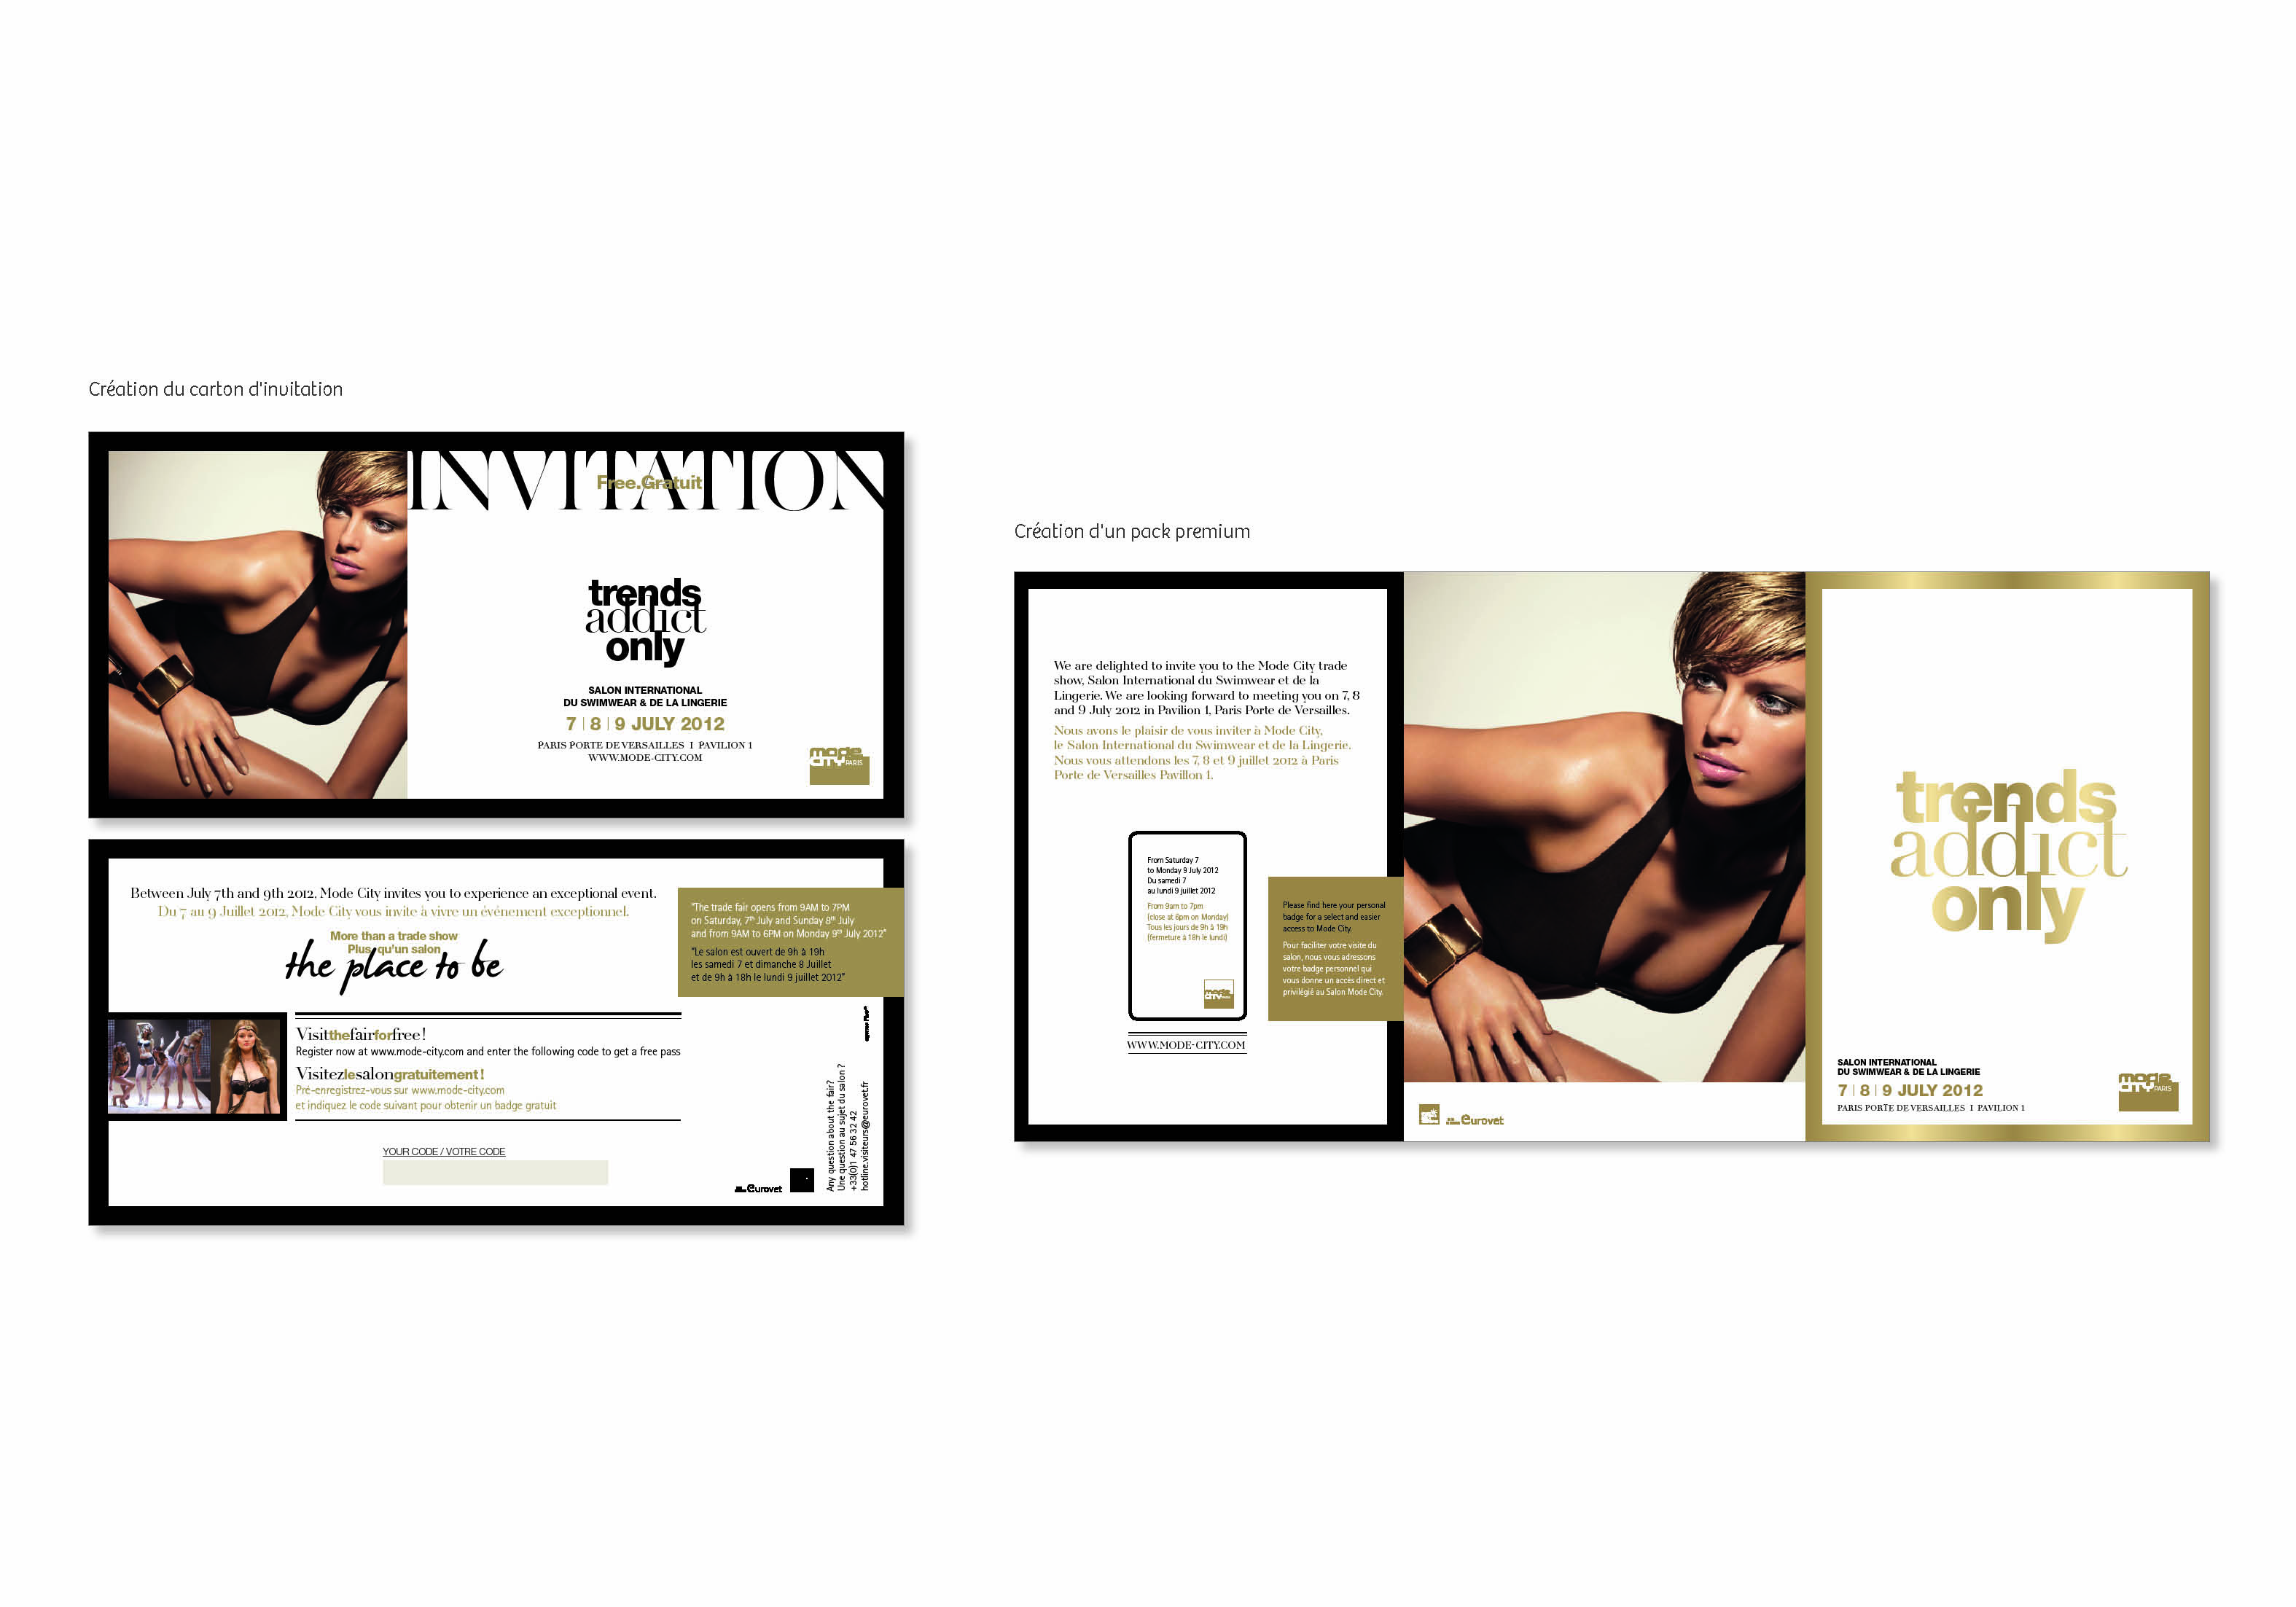 Création du carton d'invitation
INVITATION
Free.Gratuit
trends
addict
only
SALON INTERNATIONAL
DU SWIMWEAR & DE LA LINGERIE
7 | 8 | 9 JULY 2012
PARIS PORTE DE VERSAILLES I PAVILION 1
WWW.MODE-CITY.COM
mode
CITY PARIS
Between July 7th and 9th 2012, Mode City invites you to experience an exceptional event.
Du 7 au 9 Juillet 2012, Mode City vous invite à vivre un événement exceptionnel.
More than a trade show
Plus qu'un salon
the place to be
"The trade fair opens from 9AM to 7PM
on Saturday, 7th July and Sunday 8th July
and from 9AM to 6PM on Monday 9th July 2012"
"Le salon est ouvert de 9h à 19h
les samedi 7 et dimanche 8 Juillet
et de 9h à 18h le lundi 9 juillet 2012"
Visitthefairforfree!
Register now at www.mode-city.com and enter the following code to get a free pass
Visitezlesalongratuitement!
Pré-enregistrez-vous sur www.mode-city.com
et indiquez le code suivant pour obtenir un badge gratuit
YOUR CODE / VOTRE CODE
eurovet
Any question about the fair?
Une question au sujet du salon ?
+33(0)1 47 56 32 42
hotline.visiteurs@eurovet.fr
Création d'un pack premium
We are delighted to invite you to the Mode City trade
show, Salon International du Swimwear et de la
Lingerie. We are looking forward to meeting you on 7, 8
and 9 July 2012 in Pavilion 1, Paris Porte de Versailles.
Nous avons le plaisir de vous inviter à Mode City,
le Salon International du Swimwear et de la Lingerie.
Nous vous attendons les 7, 8 et 9 juillet 2012 à Paris
Porte de Versailles Pavillon 1.
From Saturday 7
to Monday 9 July 2012
Du samedi 7
au lundi 9 juillet 2012
From 9am to 7pm
(close at 6pm on Monday)
Tous les jours de 9h à 19h
(fermeture à 18h le lundi)
mode
CITY
WWW.MODE-CITY.COM
Please find here your personal
badge for a select and easier
access to Mode City.
Pour faciliter votre visite du
salon, nous vous adressons
votre badge personnel qui
vous donne un accès direct et
privilégié au Salon Mode City.
eurovet
trends
addict
only
SALON INTERNATIONAL
DU SWIMWEAR & DE LA LINGERIE
7 | 8 | 9 JULY 2012
PARIS PORTE DE VERSAILLES I PAVILION 1
mode
CITY PARIS